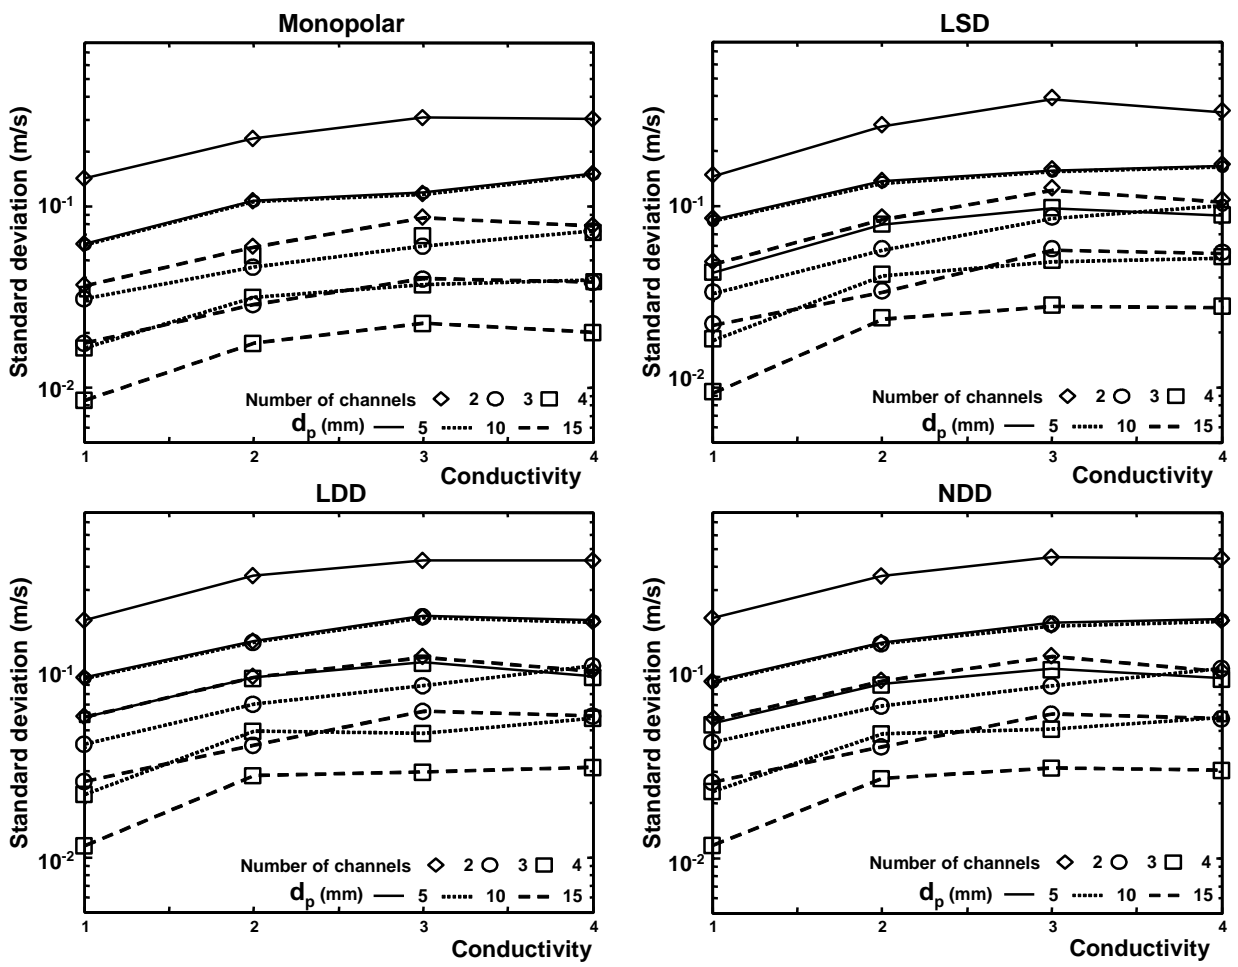 Monopolar
Standard deviation (m/s)
10-1
10-2
Number of channels 2 3 4
dp (mm) 5 10 15
1 2 3 4
Conductivity
LSD
Standard deviation (m/s)
10-1
10-2
Number of channels 2 3 4
dp (mm) 5 10 15
1 2 3 4
Conductivity
LDD
Standard deviation (m/s)
10-1
10-2
Number of channels 2 3 4
dp (mm) 5 10 15
1 2 3 4
Conductivity
NDD
Standard deviation (m/s)
10-1
10-2
Number of channels 2 3 4
dp (mm) 5 10 15
1 2 3 4
Conductivity